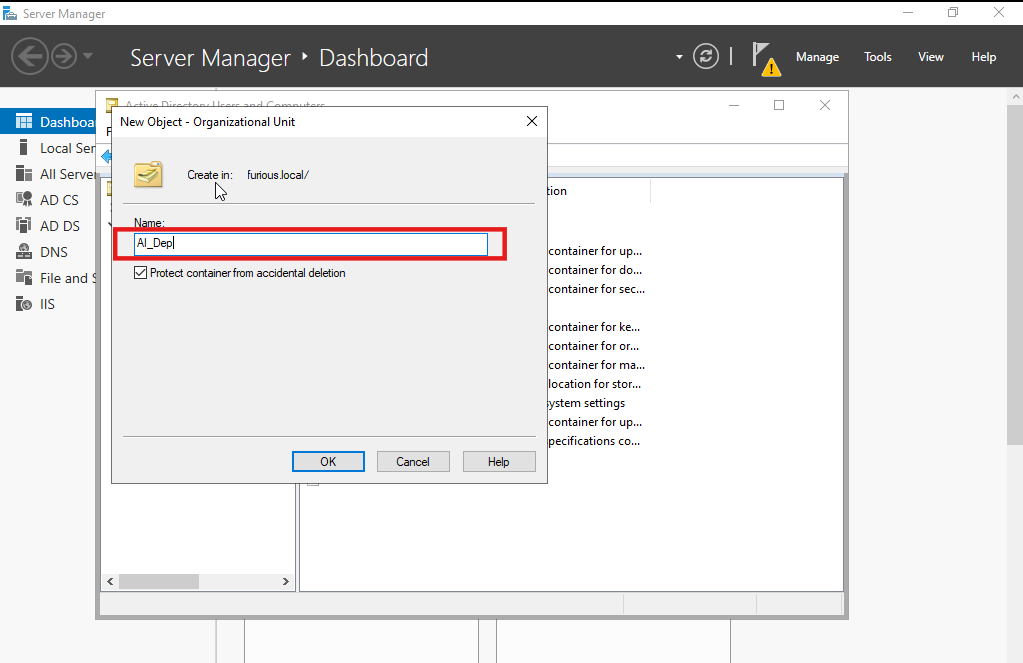 Server Manager
Server Manager ‣ Dashboard
Manage Tools View Help
Active Directory Users and Computers
New Object - Organizational Unit
Create in: furious.local/
Name:
AI_Dep
Protect container from accidental deletion
OK Cancel Help
Dashboa
Local Ser
All Server
AD CS
AD DS
DNS
File and S
IIS
F
tion
container for up...
container for do...
container for sec...
container for ke...
container for or...
container for ma...
location for stor...
system settings
container for up...
pecifications co...